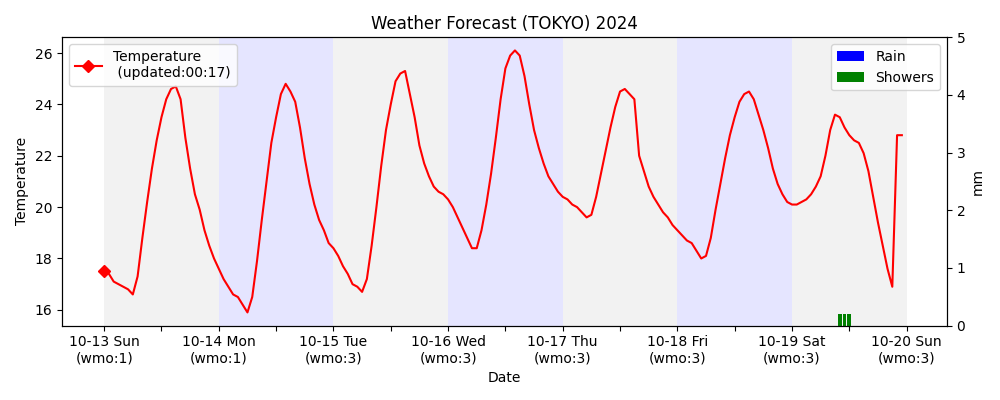 Weather Forecast (TOKYO) 2024
Temperature
(updated:00:17)
Rain
Showers
Temperature
26
24
22
20
18
16
5
4
3
2
1
0
mm
10-13 Sun
(wmo:1)
10-14 Mon
(wmo:1)
10-15 Tue
(wmo:3)
10-16 Wed
(wmo:3)
10-17 Thu
(wmo:3)
10-18 Fri
(wmo:3)
10-19 Sat
(wmo:3)
10-20 Sun
(wmo:3)
Date